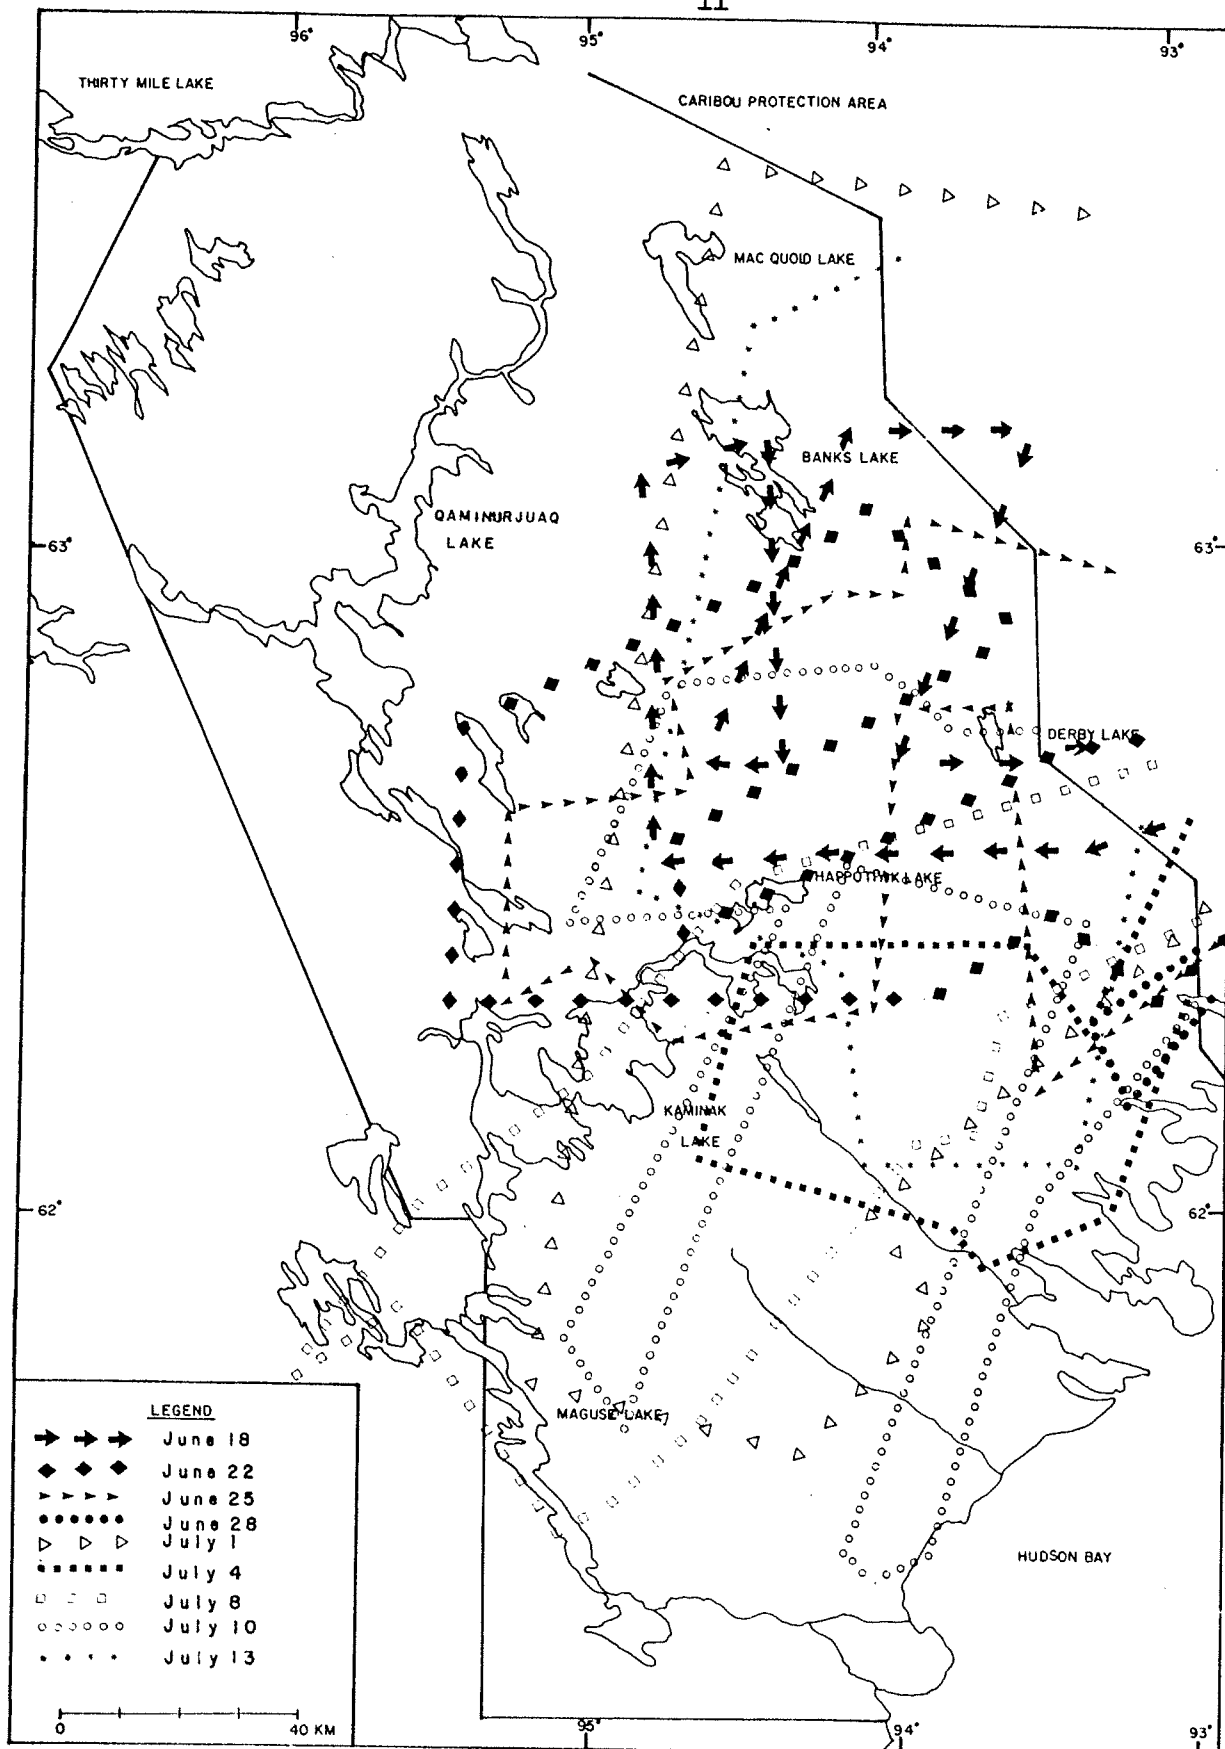 11
96°
95°
94°
93°
THIRTY MILE LAKE
CARIBOU PROTECTION AREA
MAC QUOID LAKE
BANKS LAKE
QAMINURJUAQ
LAKE
63°
63°
DERBY LAKE
HAPPOTIYIK LAKE
KAMINAK
LAKE
62°
62°
MAGUSE LAKE
HUDSON BAY
LEGEND
June 18
June 22
June 25
June 28
July 1
July 4
July 8
July 10
July 13
0 40 KM
95°
94°
93°